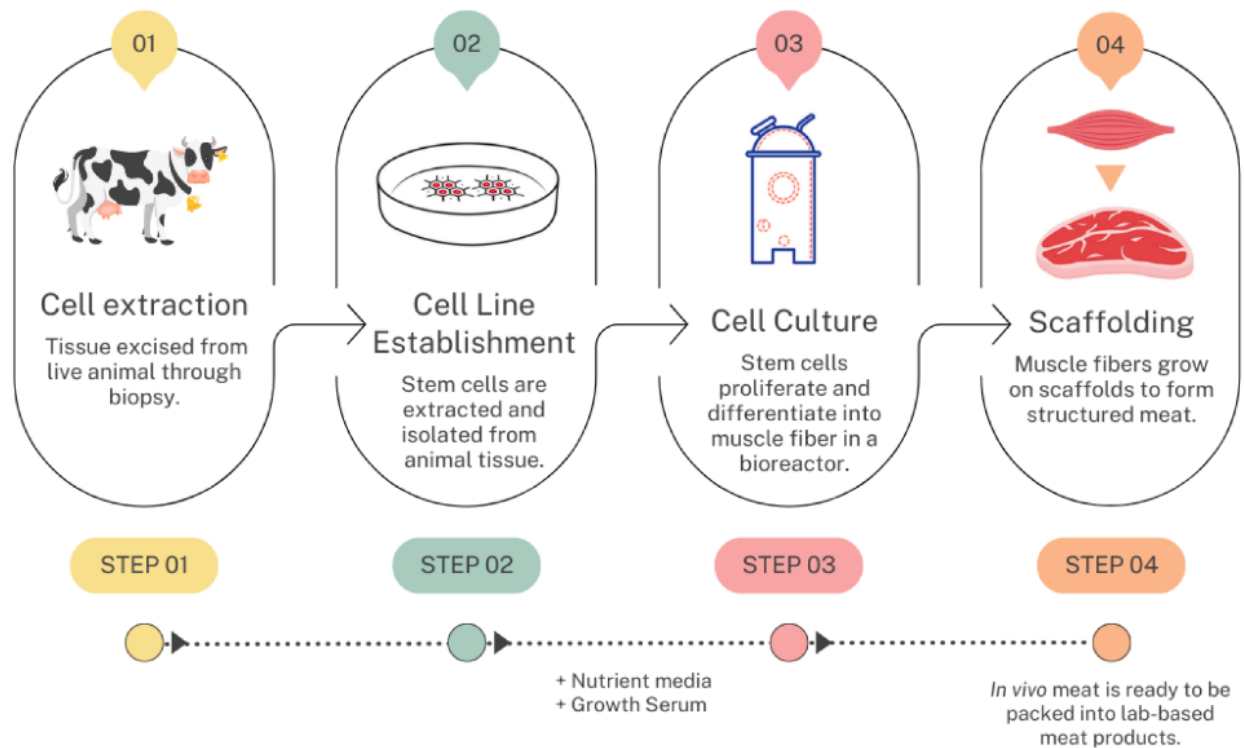 01
02
03
04
Cell extraction
Tissue excised from
live animal through
biopsy.
Cell Line
Establishment
Stem cells are
extracted and
isolated from
animal tissue.
Cell Culture
Stem cells
proliferate and
differentiate into
muscle fiber in a
bioreactor.
Scaffolding
Muscle fibers grow
on scaffolds to form
structured meat.
STEP 01
STEP 02
STEP 03
STEP 04
+ Nutrient media
+ Growth Serum
In vivo meat is ready to be
packed into lab-based
meat products.